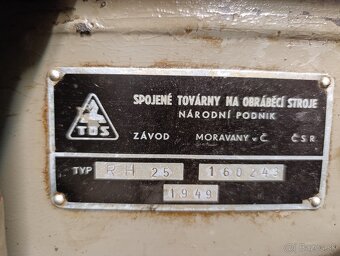 TOS
SPOJENÉ TOVÁRNY NA OBRÁBĚCÍ STROJE
NÁRODNÍ PODNIK
ZÁVOD MORAVANY u Č ČSR
TYP RH 25 160243
1949